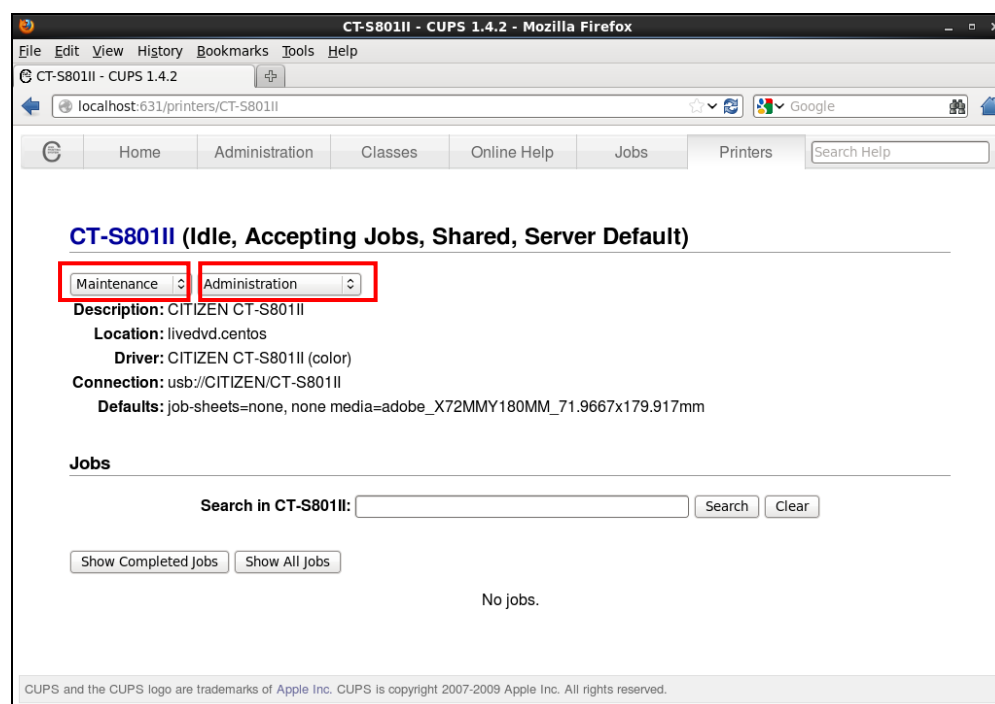 CT-S801II - CUPS 1.4.2 - Mozilla Firefox
File Edit View History Bookmarks Tools Help
CT-S801II - CUPS 1.4.2
localhost:631/printers/CT-S801II
Google
Home Administration Classes Online Help Jobs Printers Search Help
CT-S801II (Idle, Accepting Jobs, Shared, Server Default)
Maintenance Administration
Description: CITIZEN CT-S801II
Location: livedvd.centos
Driver: CITIZEN CT-S801II (color)
Connection: usb://CITIZEN/CT-S801II
Defaults: job-sheets=none, none media=adobe_X72MMY180MM_71.9667x179.917mm
Jobs
Search in CT-S801II: Search Clear
Show Completed Jobs Show All Jobs
No jobs.
CUPS and the CUPS logo are trademarks of Apple Inc. CUPS is copyright 2007-2009 Apple Inc. All rights reserved.